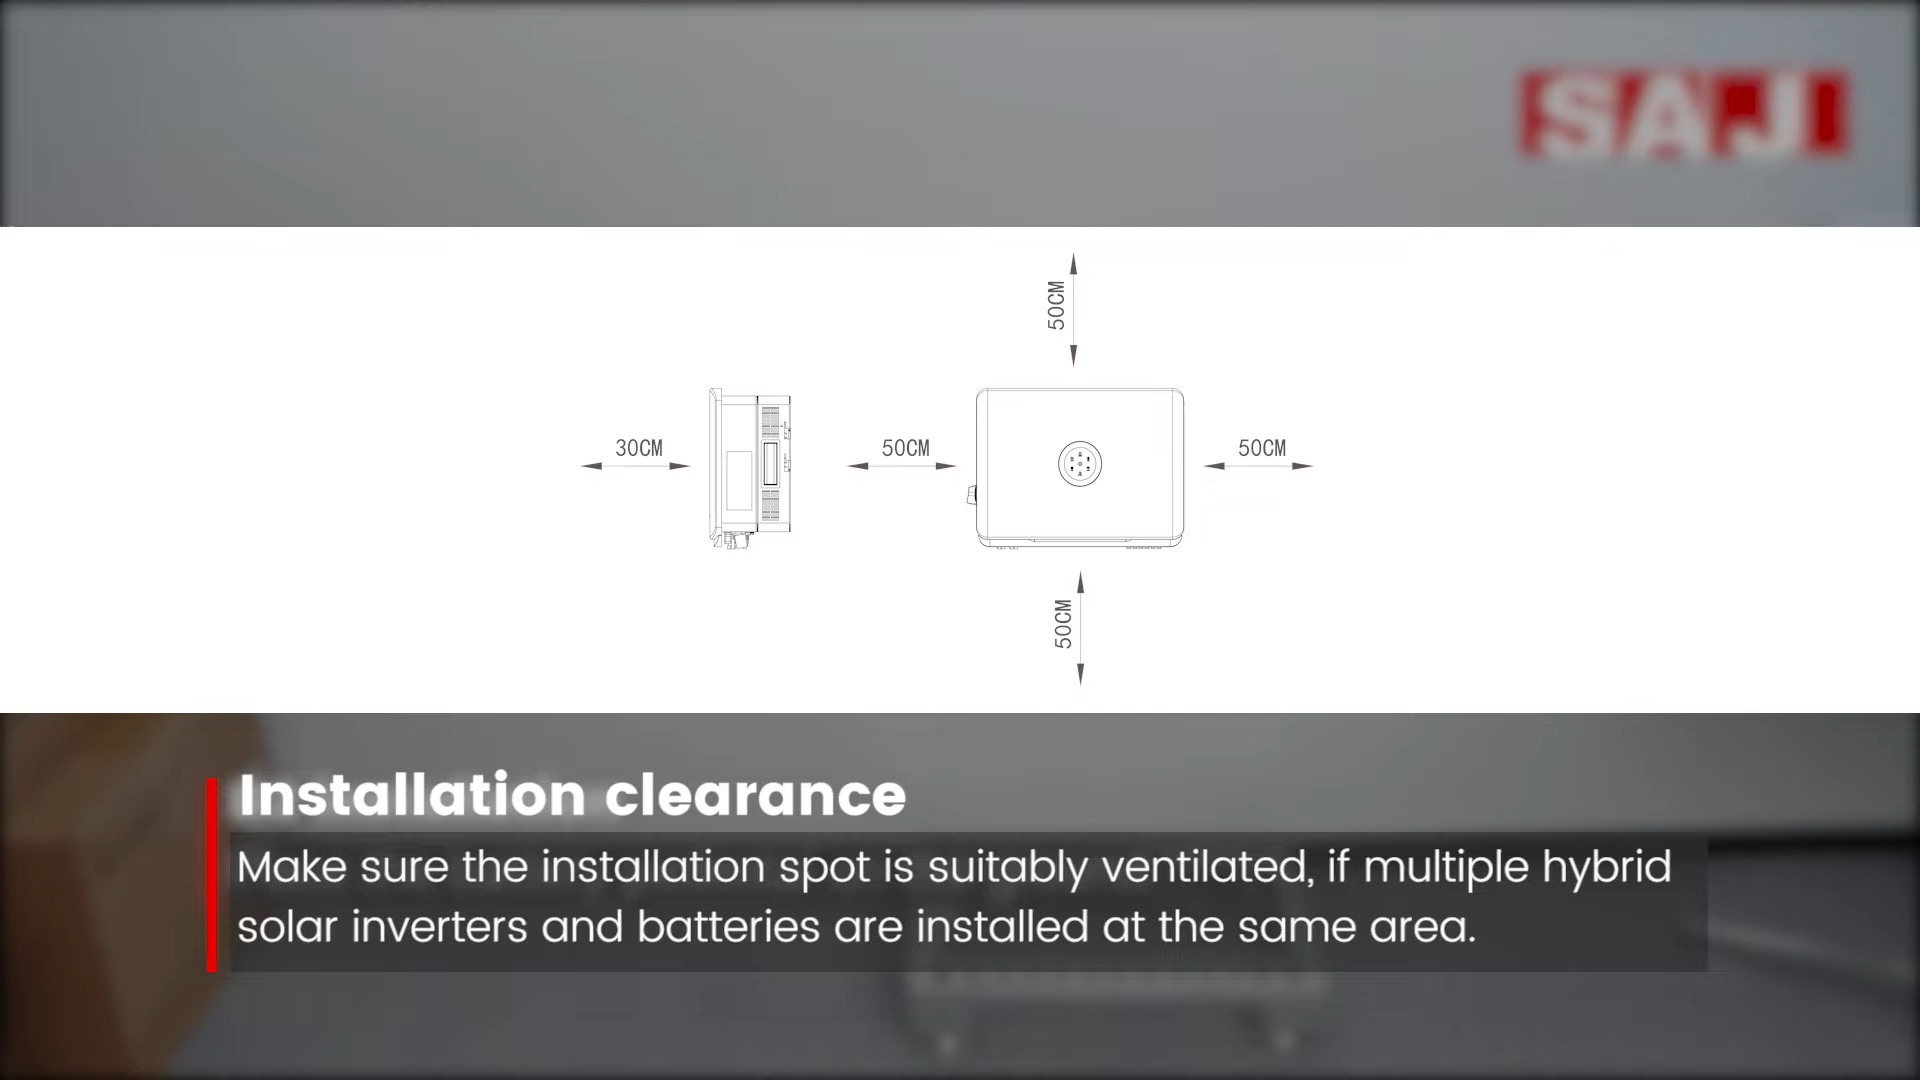 SAJ
50CM
30CM
50CM
50CM
50CM
Installation clearance
Make sure the installation spot is suitably ventilated, if multiple hybrid
solar inverters and batteries are installed at the same area.